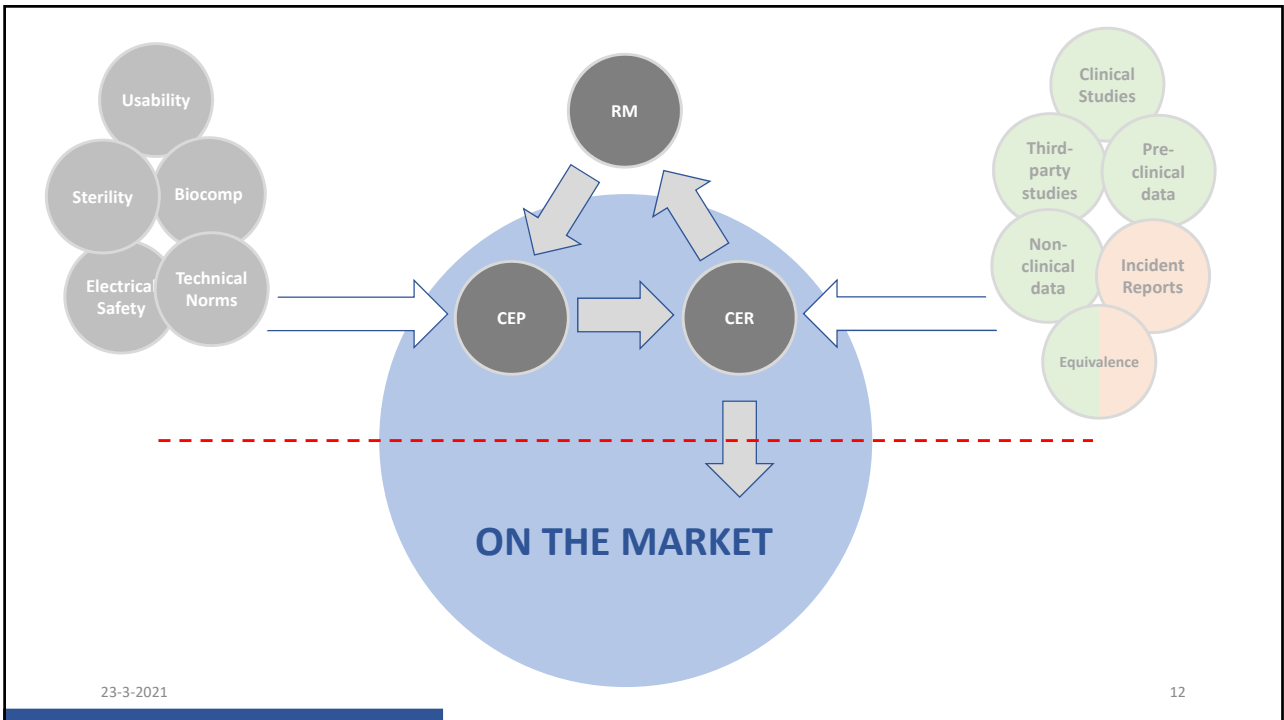 Usability
Sterility
Biocomp
Electrical
Safety
Technical
Norms
RM
CEP
CER
Clinical
Studies
Third-
party
studies
Pre-
clinical
data
Non-
clinical
data
Incident
Reports
Equivalence
ON THE MARKET
23-3-2021
12